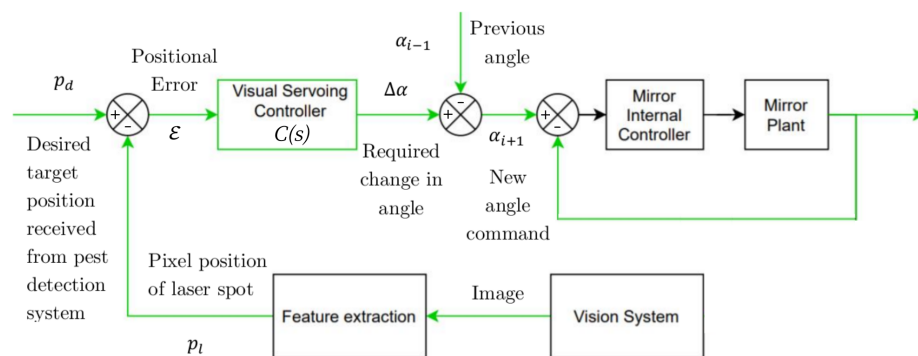 p_d
Positional
Error
ε
+
-
Visual Servoing
Controller
C(s)
Δα
α_{i−1}
Previous
angle
-
+
α_{i+1}
+
-
Mirror
Internal
Controller
Mirror
Plant
Desired
target
position
received
from pest
detection
system
Required
change in
angle
New
angle
command
Pixel position
of laser spot
p_l
Feature extraction
Image
Vision System